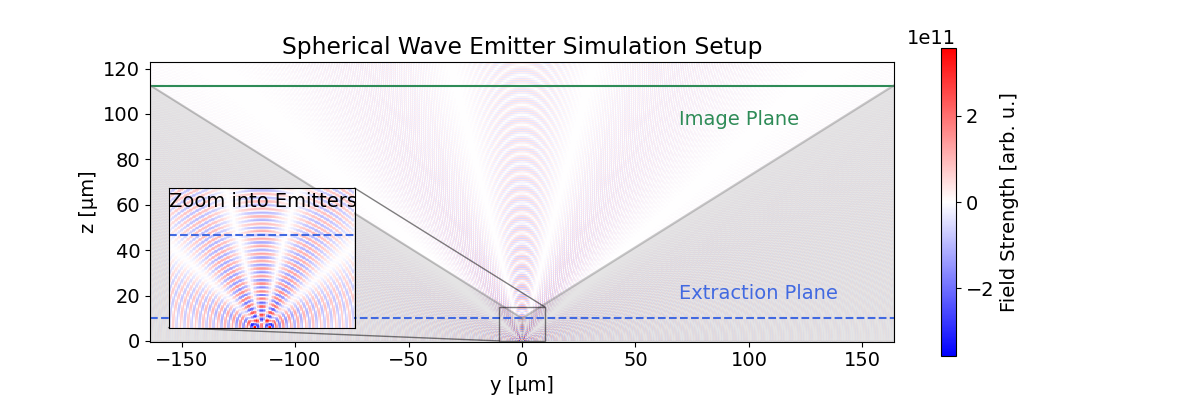 Spherical Wave Emitter Simulation Setup
1e11
120
100
80
60
40
20
0
z [µm]
Image Plane
Zoom into Emitters
Extraction Plane
−150
−100
−50
0
50
100
150
y [µm]
2
0
−2
Field Strength [arb. u.]